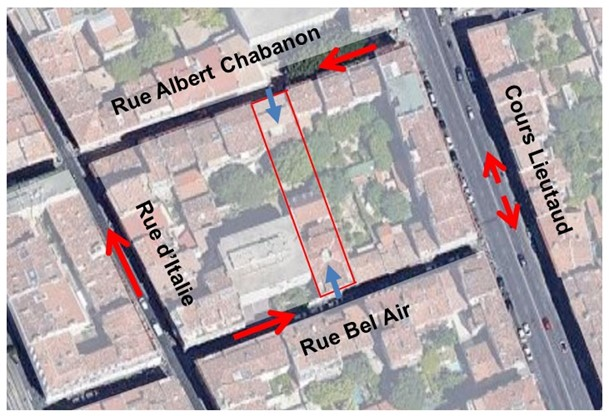 Rue Albert Chabanon
Cours Lieutaud
Rue d'Italie
Rue Bel Air